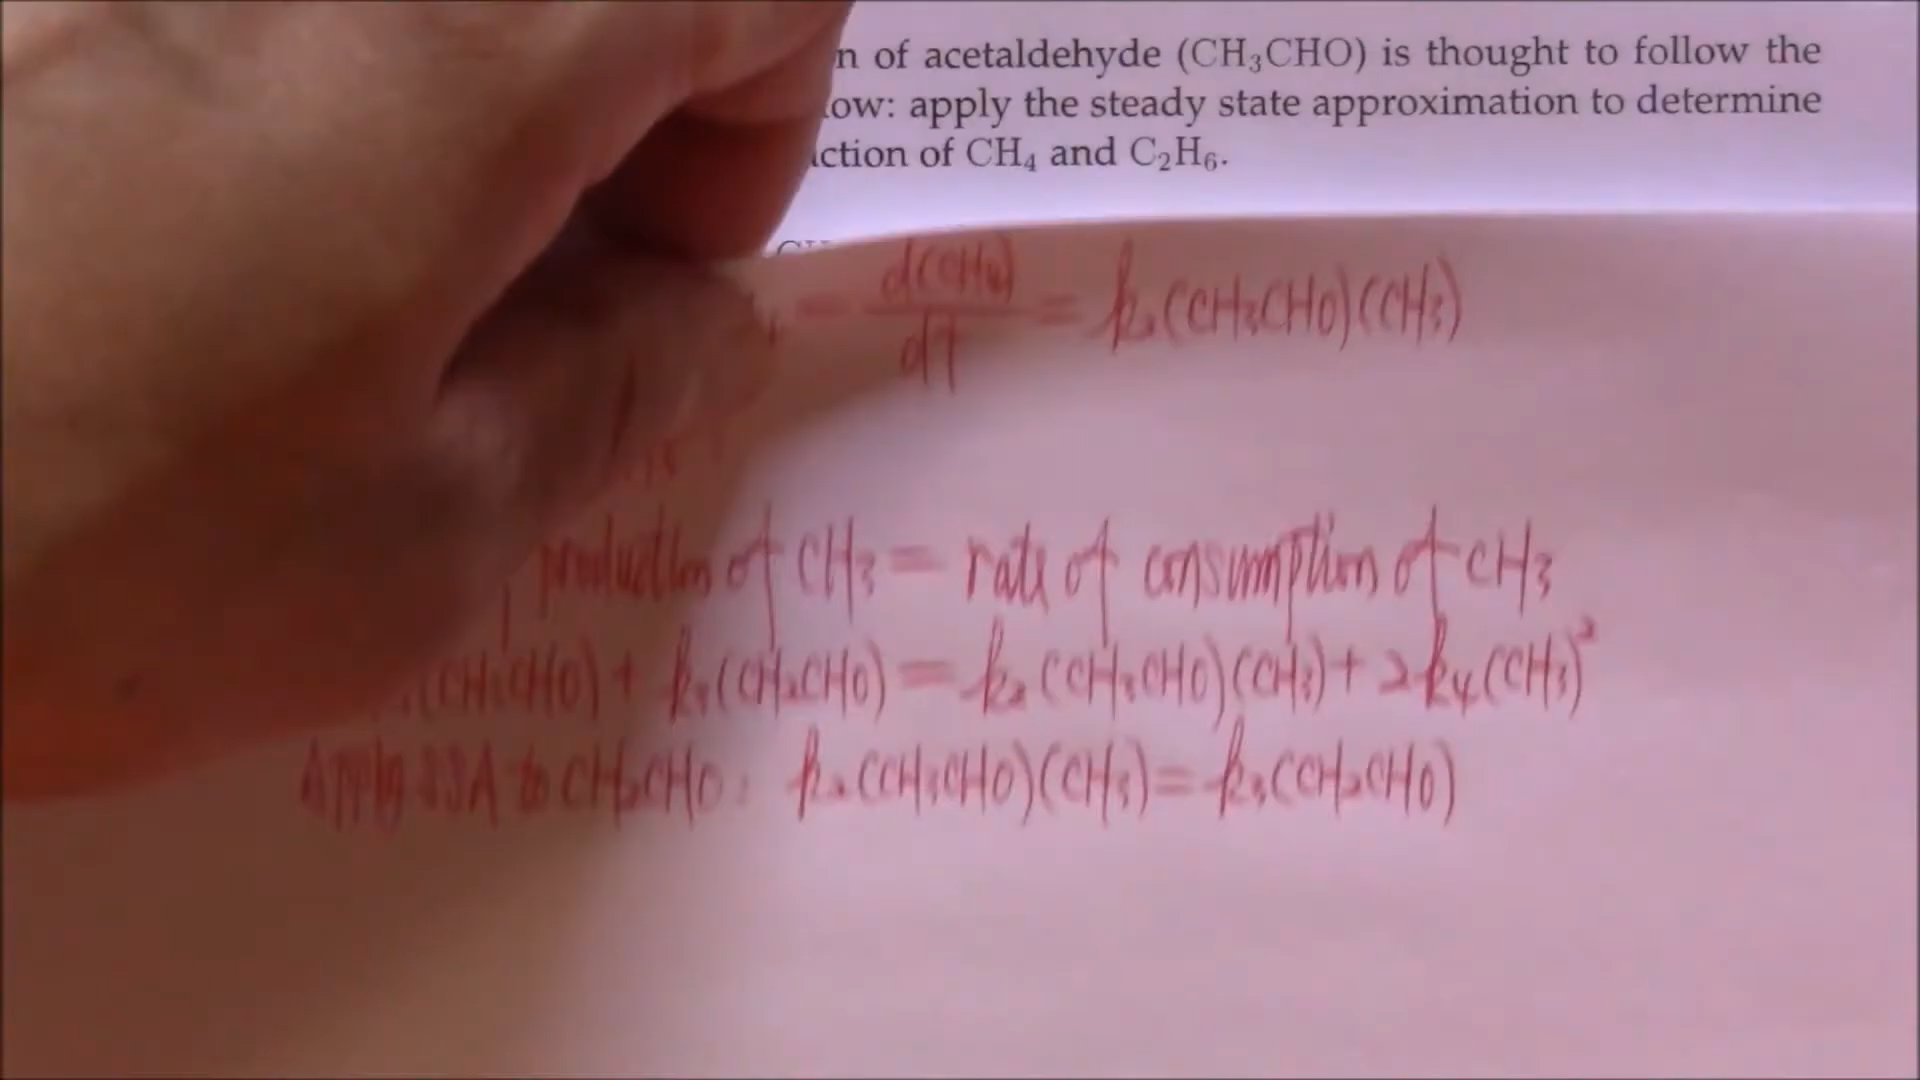 n of acetaldehyde (CH₃CHO) is thought to follow the
ow: apply the steady state approximation to determine
ction of CH₄ and C₂H₆.
= d(CH₄)/dt = k₂(CH₃CHO)(CH₃)
production of CH₃ = rate of consumption of CH₃
(CH₃CHO) + k₃(CH₂CHO) = k₂(CH₃CHO)(CH₃) + 2k₄(CH₃)²
Apply SSA to CH₂CHO: k₂(CH₃CHO)(CH₃) = k₃(CH₂CHO)